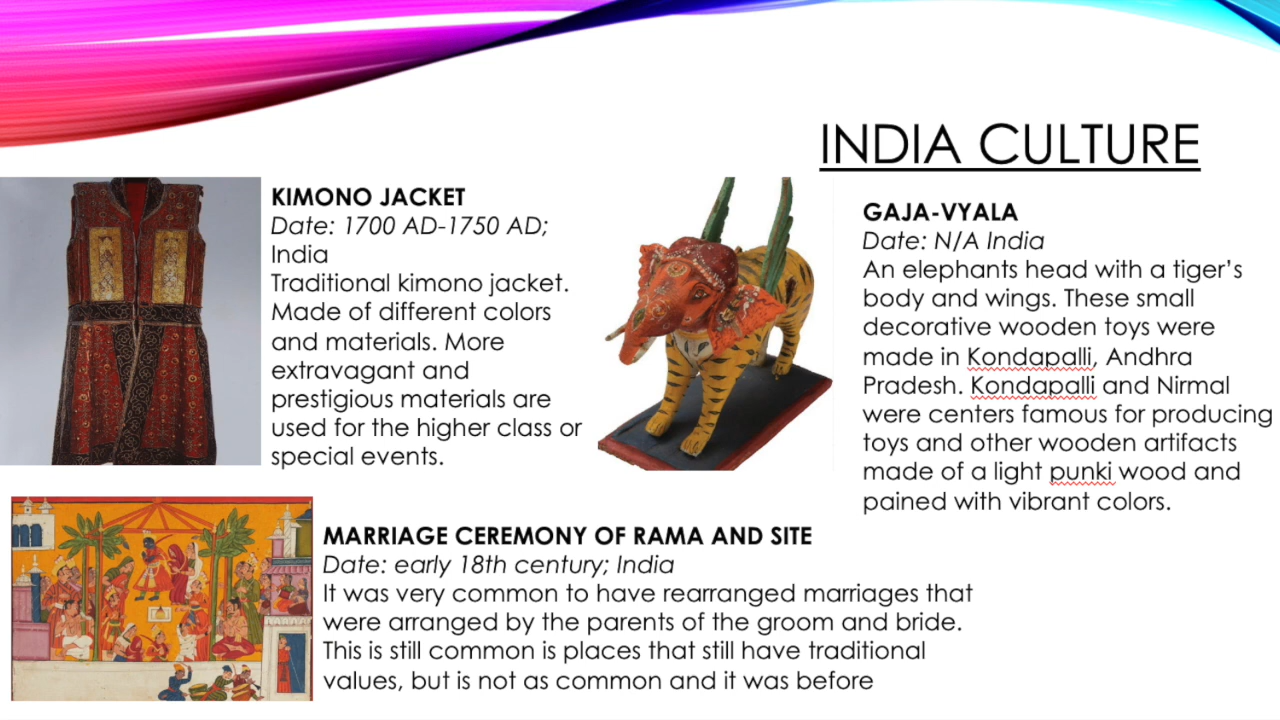 INDIA CULTURE
KIMONO JACKET
Date: 1700 AD-1750 AD;
India
Traditional kimono jacket.
Made of different colors
and materials. More
extravagant and
prestigious materials are
used for the higher class or
special events.
GAJA-VYALA
Date: N/A India
An elephants head with a tiger’s
body and wings. These small
decorative wooden toys were
made in Kondapalli, Andhra
Pradesh. Kondapalli and Nirmal
were centers famous for producing
toys and other wooden artifacts
made of a light punki wood and
pained with vibrant colors.
MARRIAGE CEREMONY OF RAMA AND SITE
Date: early 18th century; India
It was very common to have rearranged marriages that
were arranged by the parents of the groom and bride.
This is still common is places that still have traditional
values, but is not as common and it was before